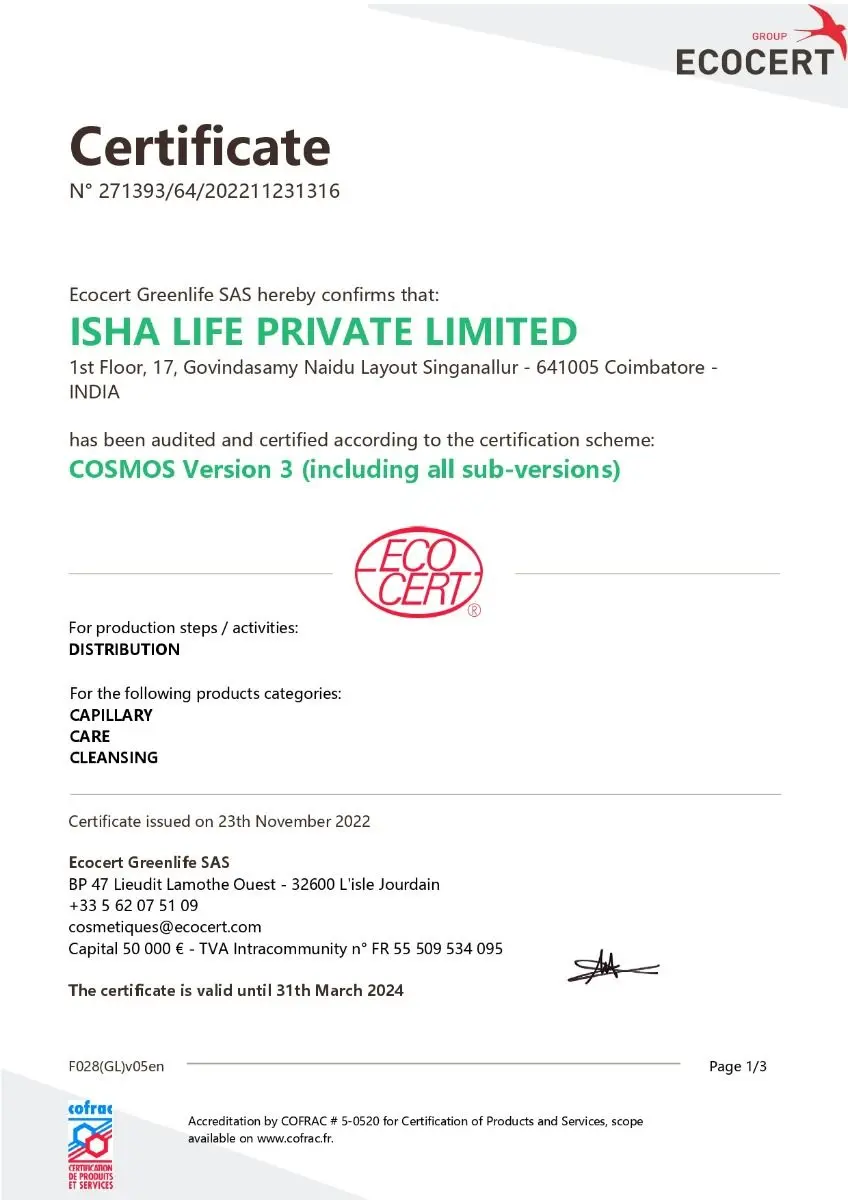 GROUP
ECOCERT
Certificate
N° 271393/64/202211231316
Ecocert Greenlife SAS hereby confirms that:
ISHA LIFE PRIVATE LIMITED
1st Floor, 17, Govindasamy Naidu Layout Singanallur - 641005 Coimbatore -
INDIA
has been audited and certified according to the certification scheme:
COSMOS Version 3 (including all sub-versions)
ECO
CERT
®
For production steps / activities:
DISTRIBUTION
For the following products categories:
CAPILLARY
CARE
CLEANSING
Certificate issued on 23th November 2022
Ecocert Greenlife SAS
BP 47 Lieudit Lamothe Ouest - 32600 L'isle Jourdain
+33 5 62 07 51 09
cosmetiques@ecocert.com
Capital 50 000 € - TVA Intracommunity n° FR 55 509 534 095
The certificate is valid until 31th March 2024
F028(GL)v05en
Page 1/3
cofrac
CERTIFICATION
DE PRODUITS
ET SERVICES
Accreditation by COFRAC # 5-0520 for Certification of Products and Services, scope
available on www.cofrac.fr.